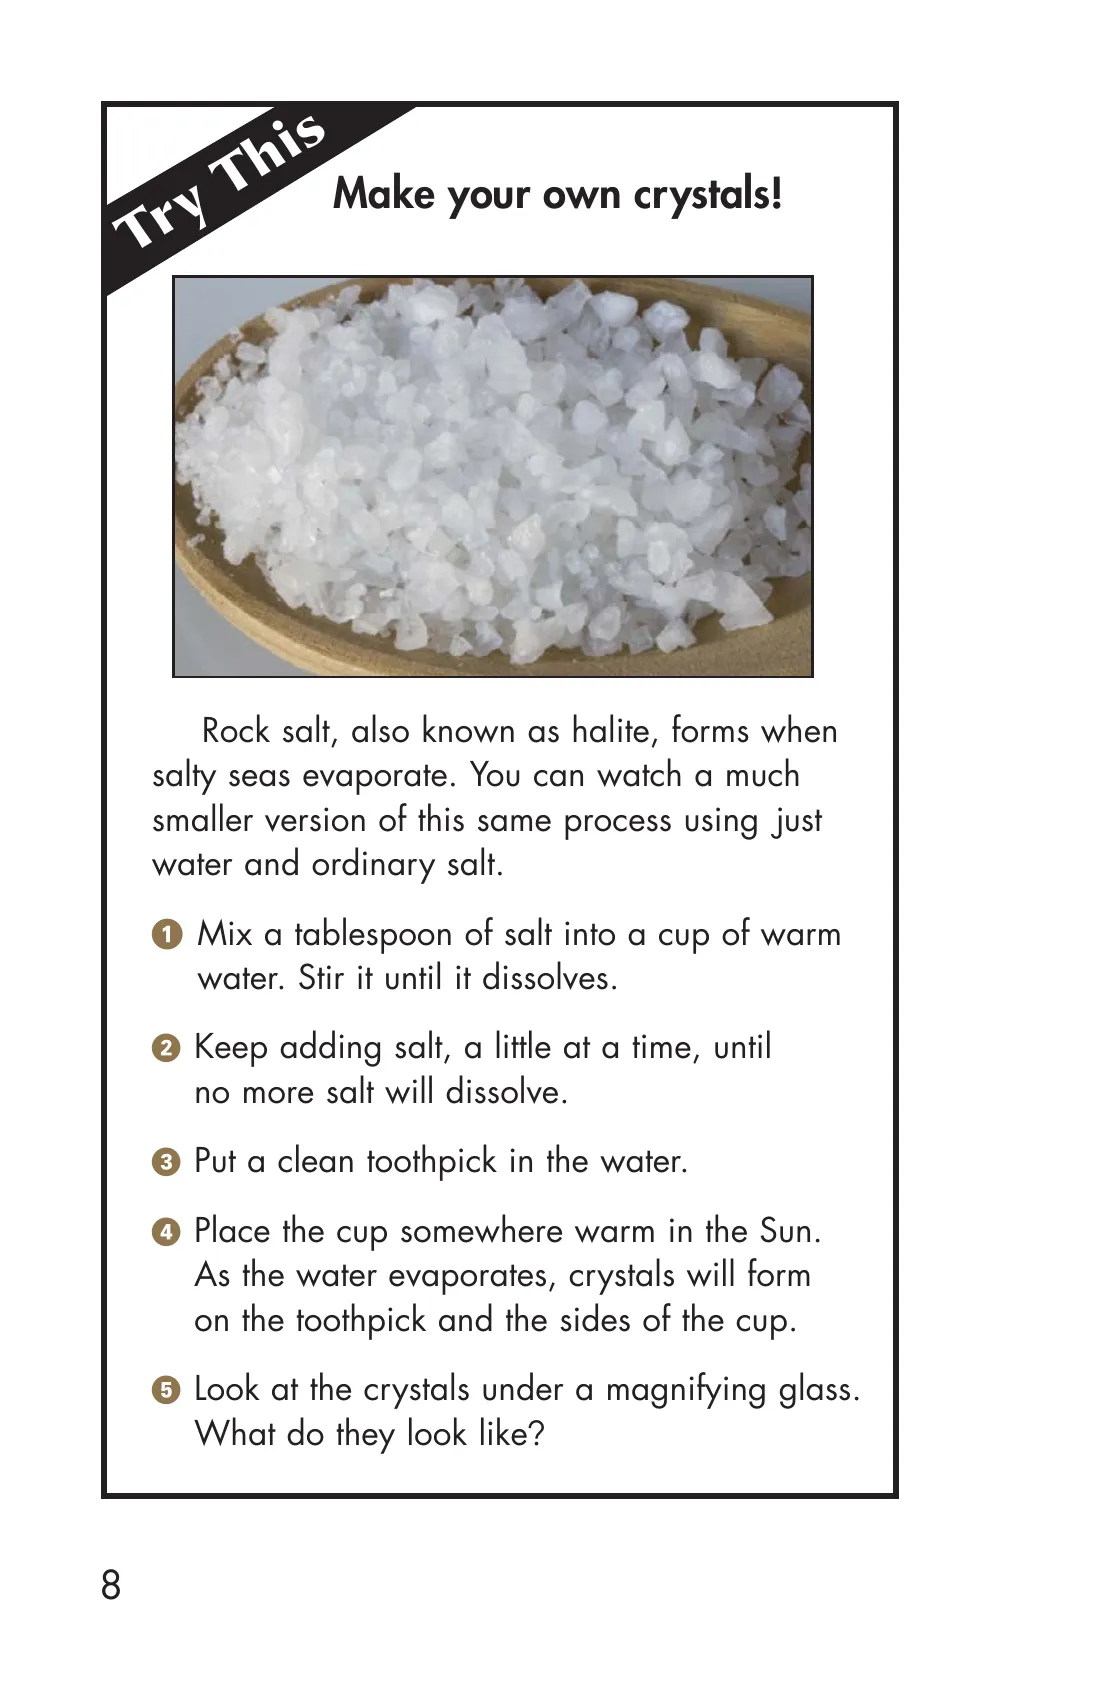 Try This
Make your own crystals!
Rock salt, also known as halite, forms when
salty seas evaporate. You can watch a much
smaller version of this same process using just
water and ordinary salt.
1 Mix a tablespoon of salt into a cup of warm
water. Stir it until it dissolves.
2 Keep adding salt, a little at a time, until
no more salt will dissolve.
3 Put a clean toothpick in the water.
4 Place the cup somewhere warm in the Sun.
As the water evaporates, crystals will form
on the toothpick and the sides of the cup.
5 Look at the crystals under a magnifying glass.
What do they look like?
8